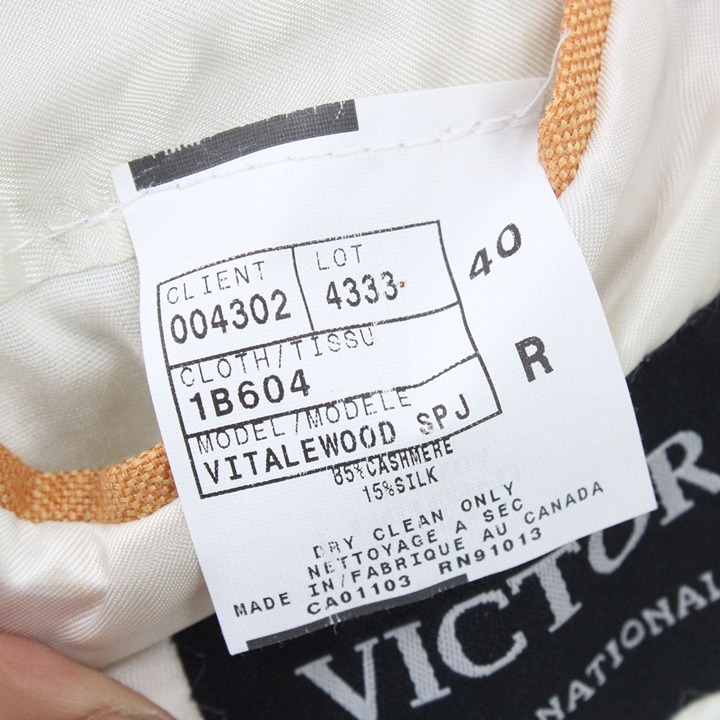 CLIENT LOT
004302 4333
40
CLOTH/TISSU
1B604
R
MODEL/MODELE
VITALEWOOD SPJ
85%CASHMERE
15%SILK
DRY CLEAN ONLY
NETTOYAGE A SEC
MADE IN/FABRIQUE AU CANADA
CA01103 RN91013
VICTOR
NATIONAL